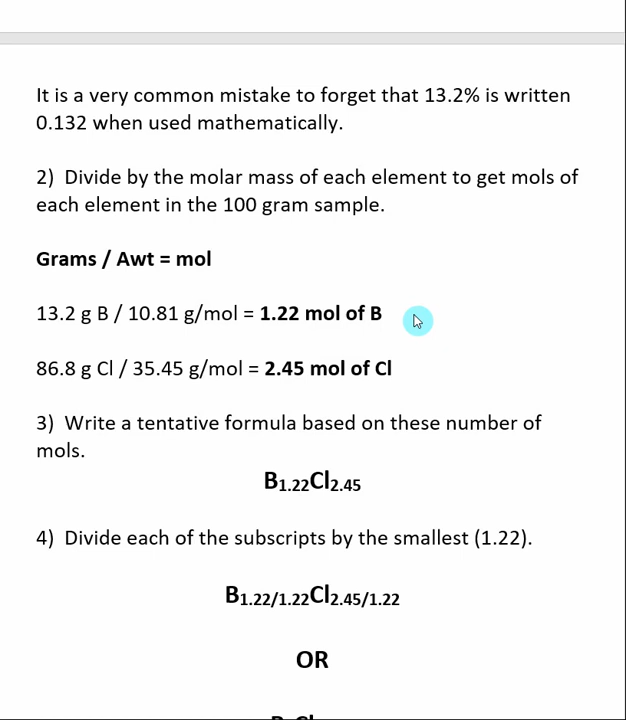 It is a very common mistake to forget that 13.2% is written
0.132 when used mathematically.
2) Divide by the molar mass of each element to get mols of
each element in the 100 gram sample.
Grams / Awt = mol
13.2 g B / 10.81 g/mol = 1.22 mol of B
86.8 g Cl / 35.45 g/mol = 2.45 mol of Cl
3) Write a tentative formula based on these number of
mols.
B1.22Cl2.45
4) Divide each of the subscripts by the smallest (1.22).
B1.22/1.22Cl2.45/1.22
OR